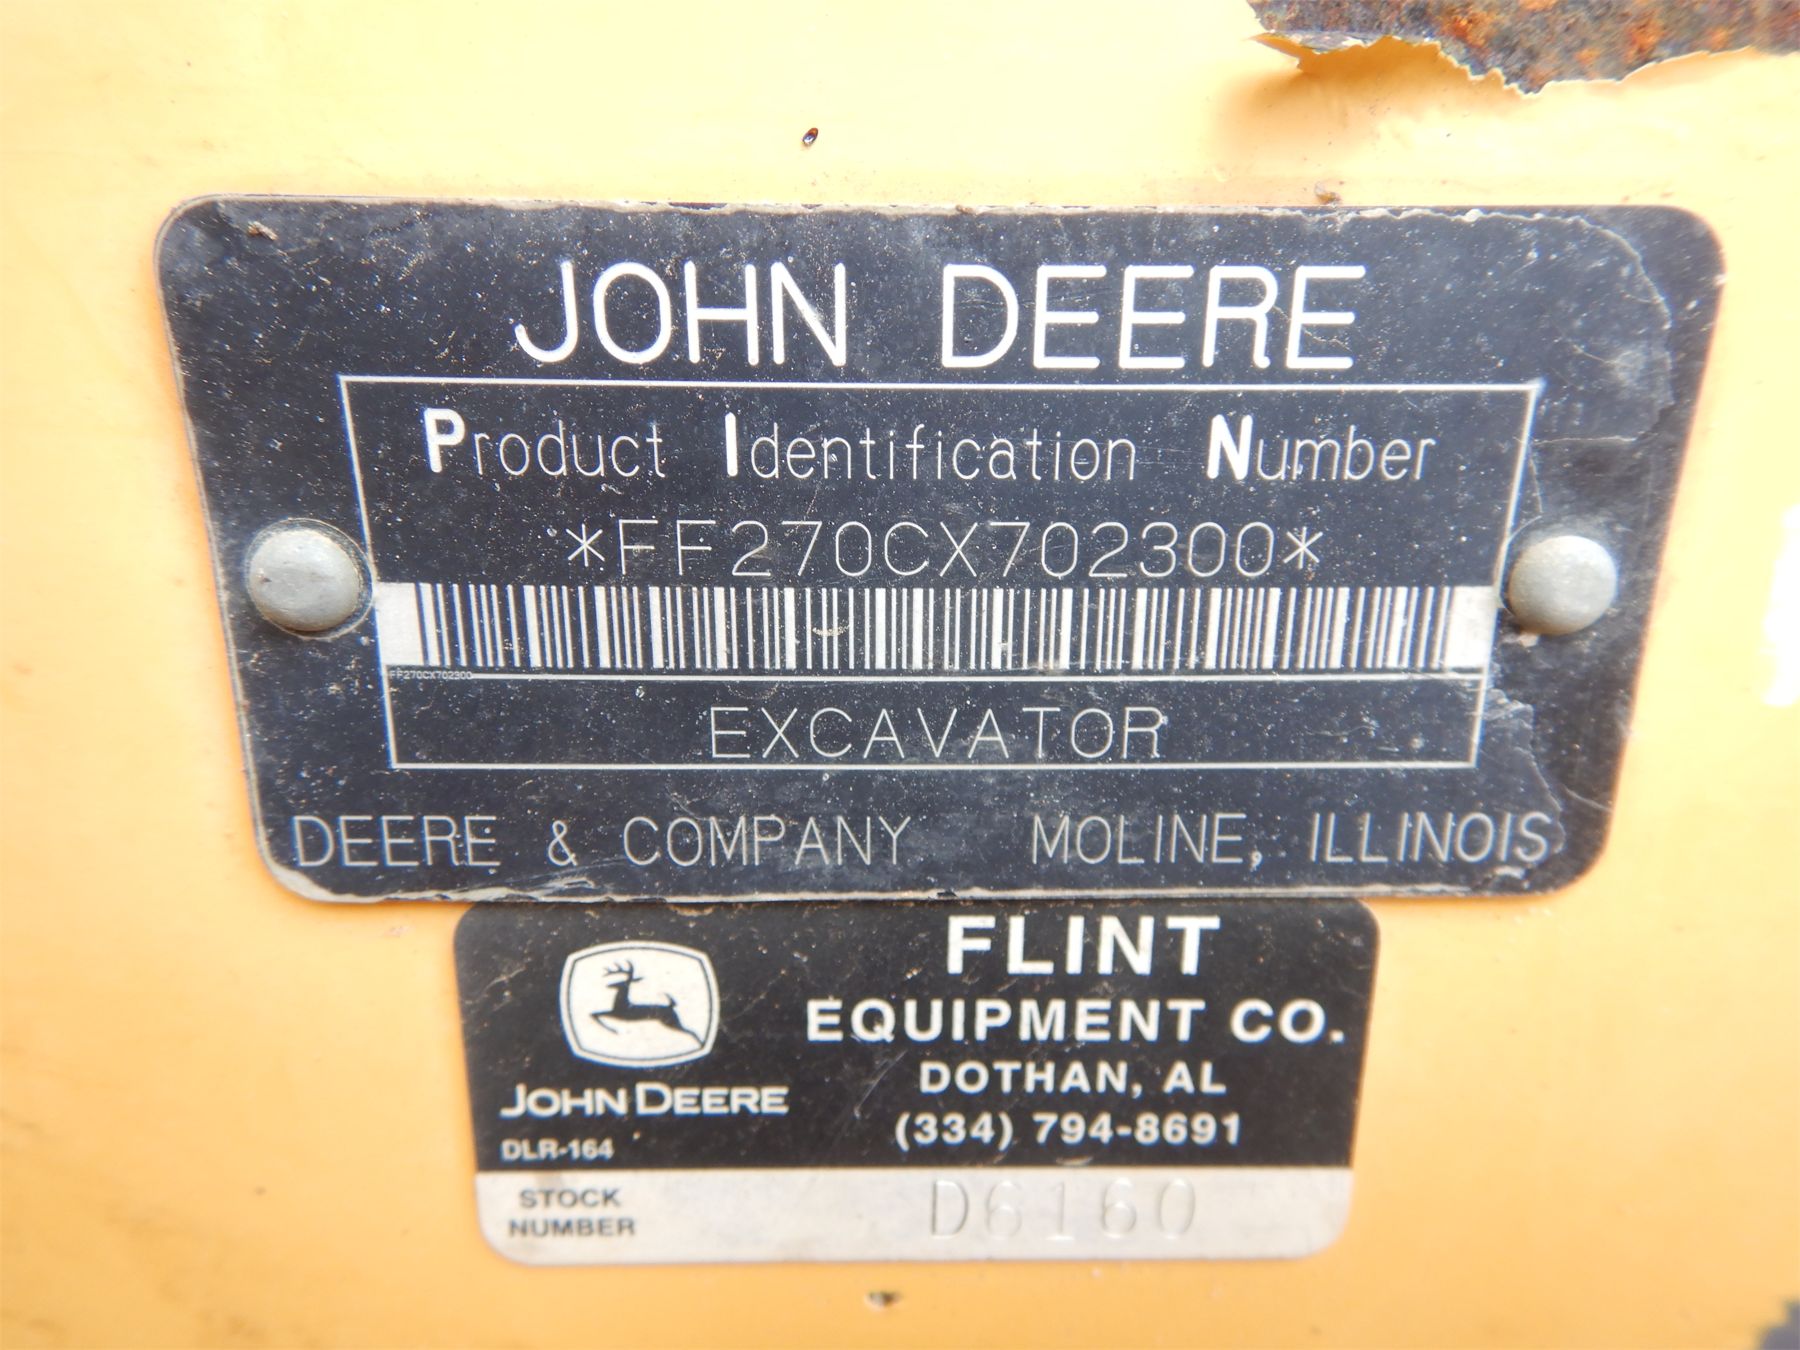 JOHN DEERE
Product Identification Number
*FF270CX702300*
FF270CX702300
EXCAVATOR
DEERE & COMPANY MOLINE, ILLINOIS
FLINT
EQUIPMENT CO.
DOTHAN, AL
(334) 794-8691
JOHN DEERE
DLR-164
STOCK
NUMBER
D6160